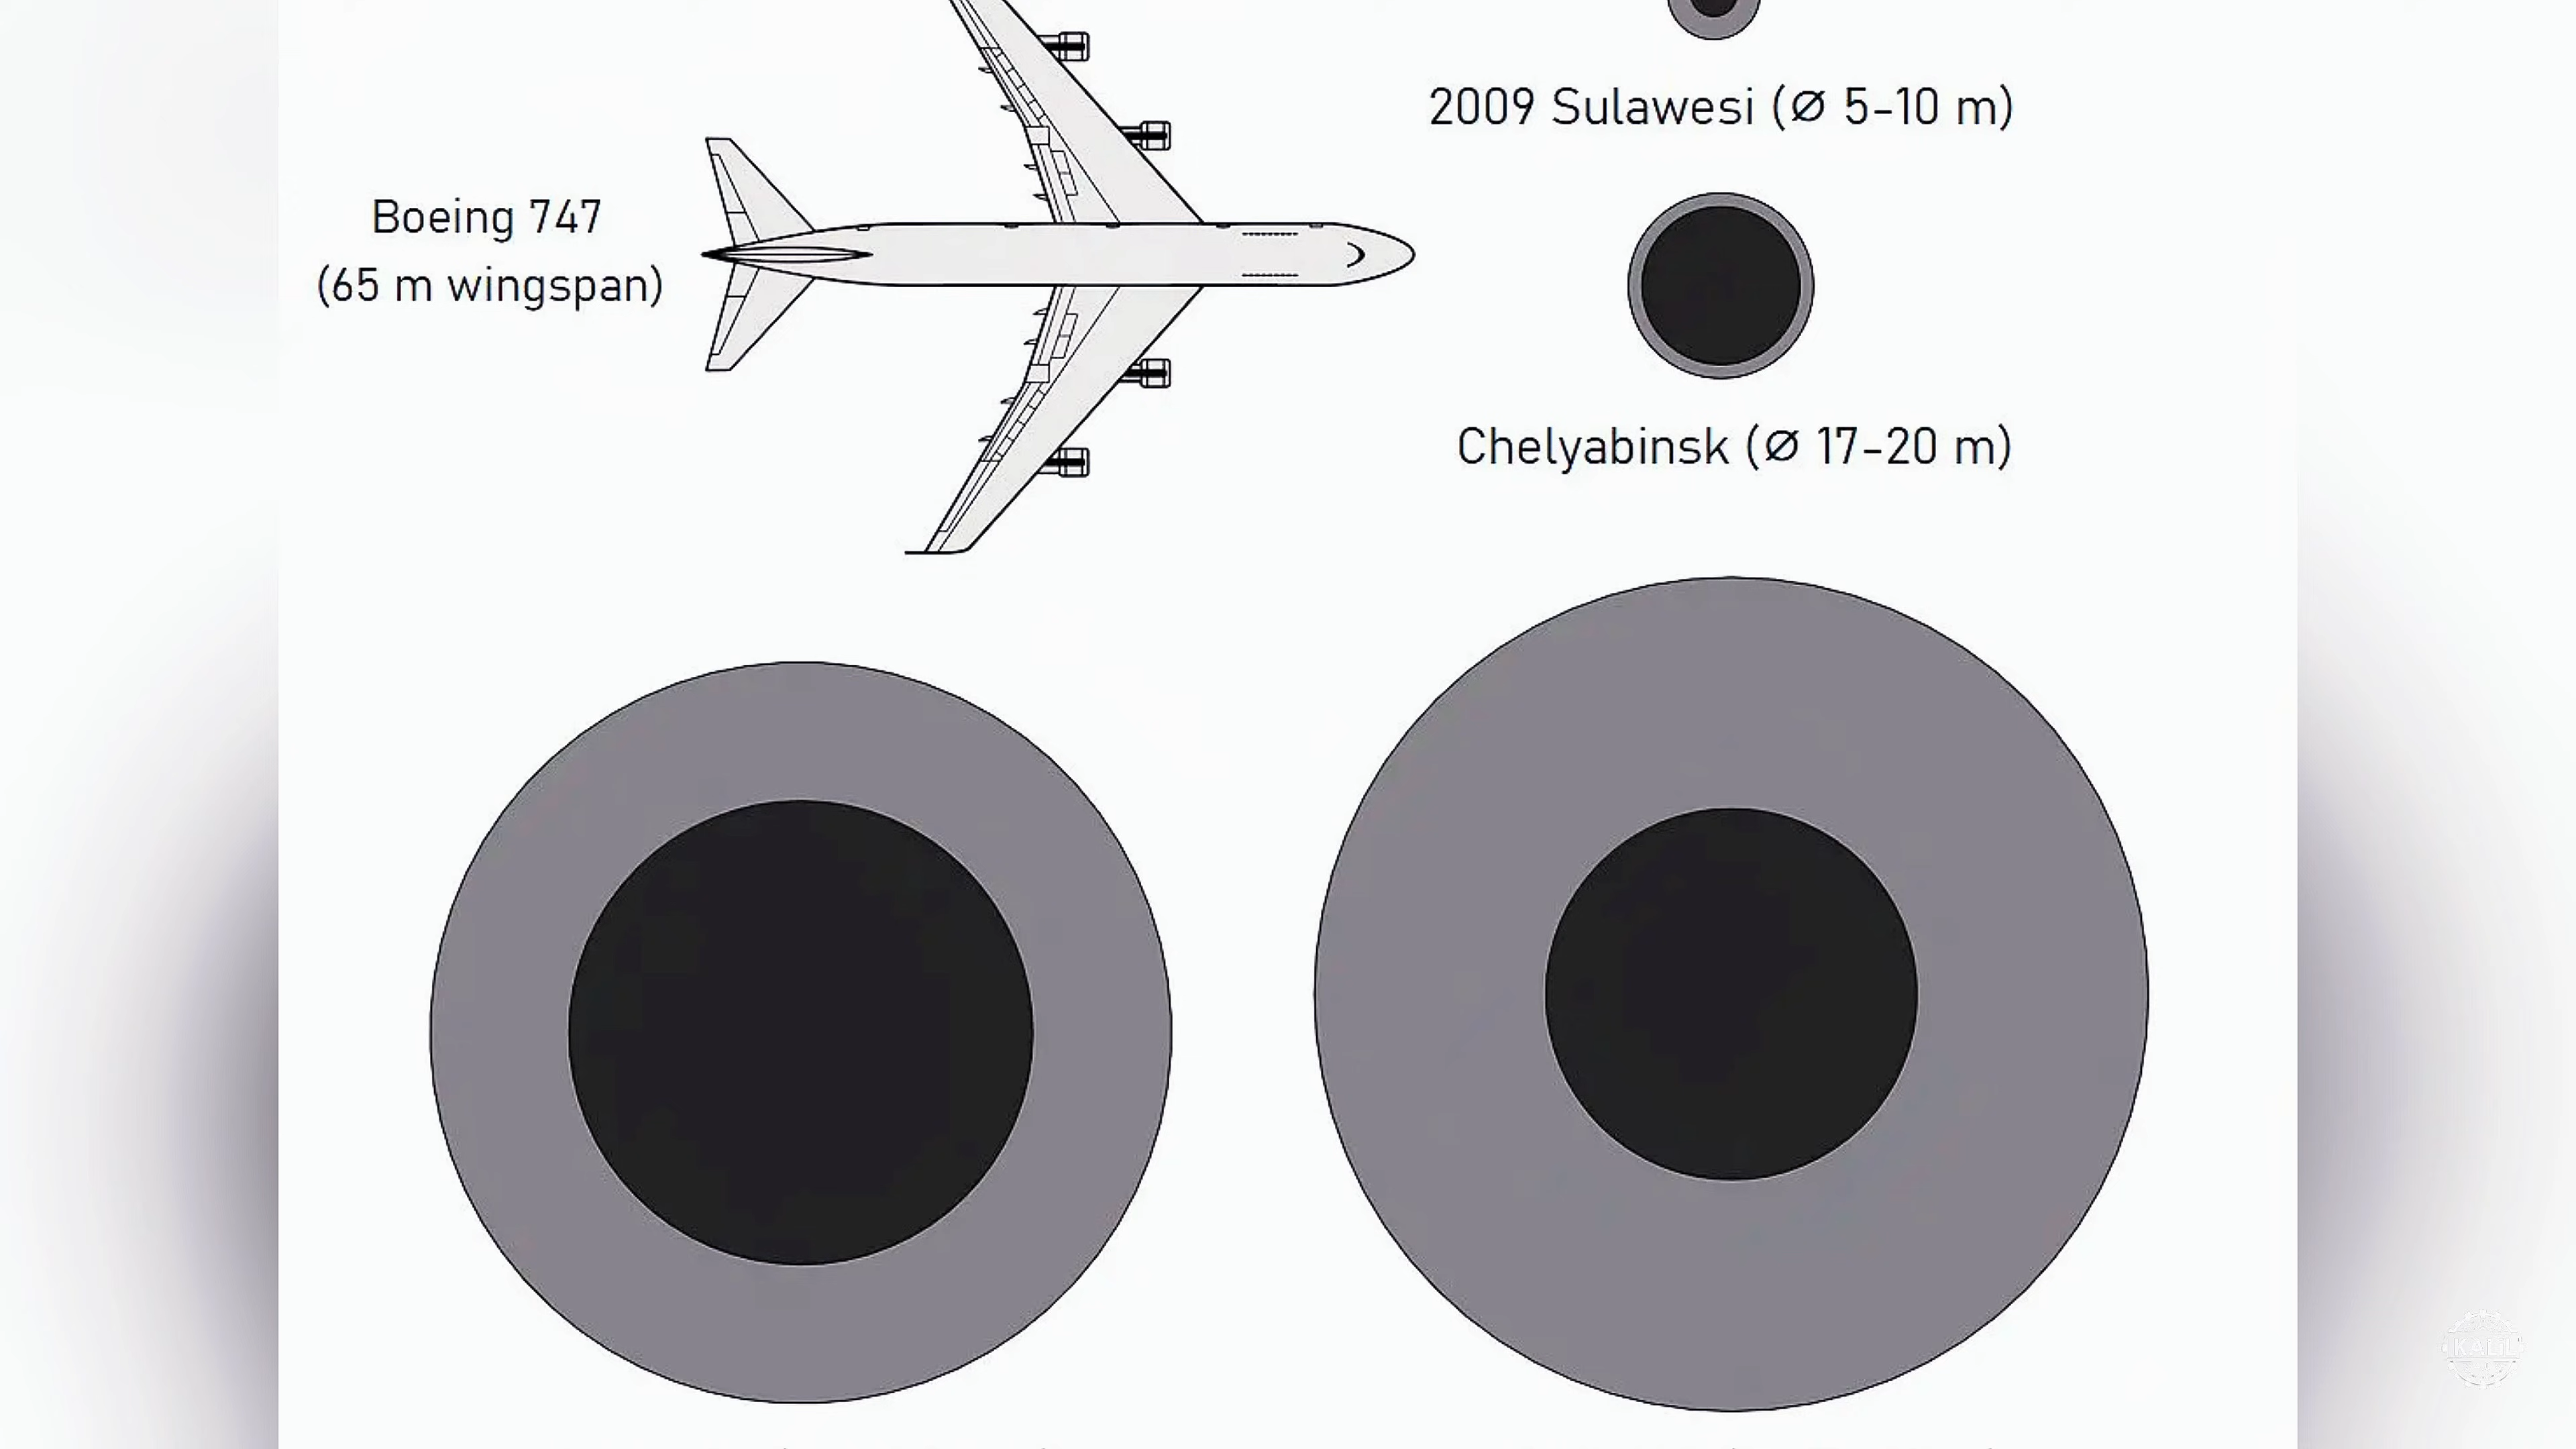 2009 Sulawesi (Ø 5-10 m)
Boeing 747
(65 m wingspan)
Chelyabinsk (Ø 17-20 m)